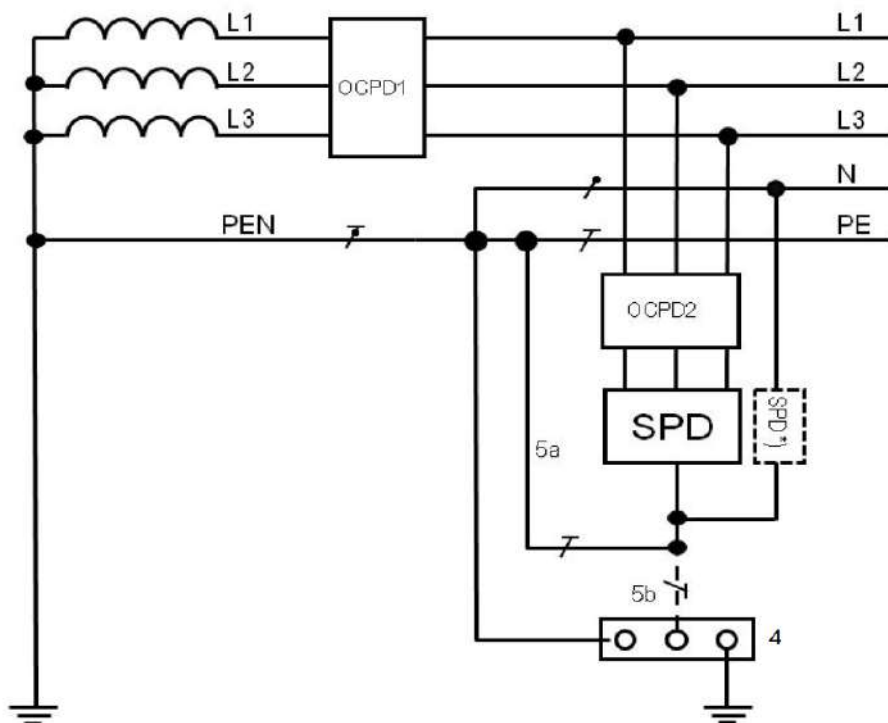 L1 L1
L2 L2
OCPD1
L3 L3
N
PEN PE
OCPD2
SPD
SPD*)
5a
5b
4